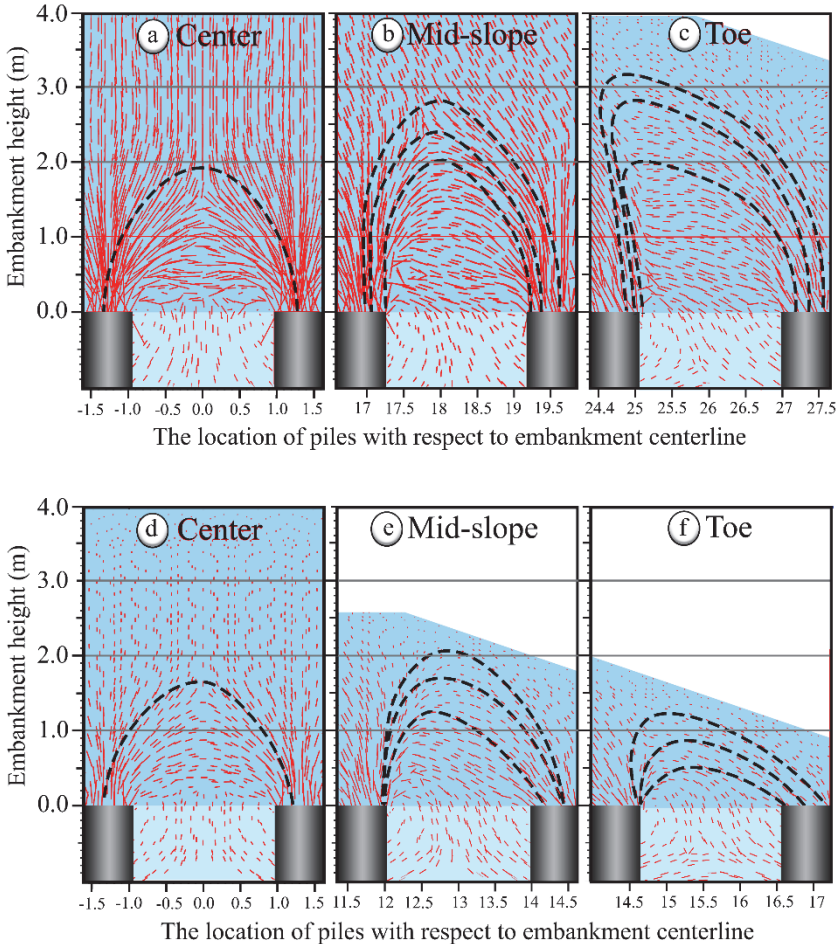 Embankment height (m)
4.0
3.0
2.0
1.0
0.0
a Center
b Mid-slope
c Toe
-1.5 -1.0 -0.5 0.0 0.5 1.0 1.5
17 17.5 18 18.5 19 19.5
24.4 25 25.5 26 26.5 27 27.5
The location of piles with respect to embankment centerline
Embankment height (m)
4.0
3.0
2.0
1.0
0.0
d Center
e Mid-slope
f Toe
-1.5 -1.0 -0.5 0.0 0.5 1.0 1.5
11.5 12 12.5 13 13.5 14 14.5
14.5 15 15.5 16 16.5 17
The location of piles with respect to embankment centerline